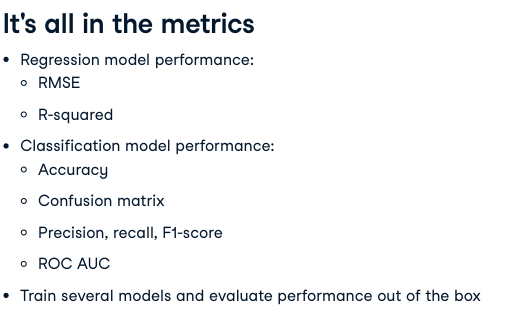 It's all in the metrics
• Regression model performance:
◦ RMSE
◦ R-squared
• Classification model performance:
◦ Accuracy
◦ Confusion matrix
◦ Precision, recall, F1-score
◦ ROC AUC
• Train several models and evaluate performance out of the box